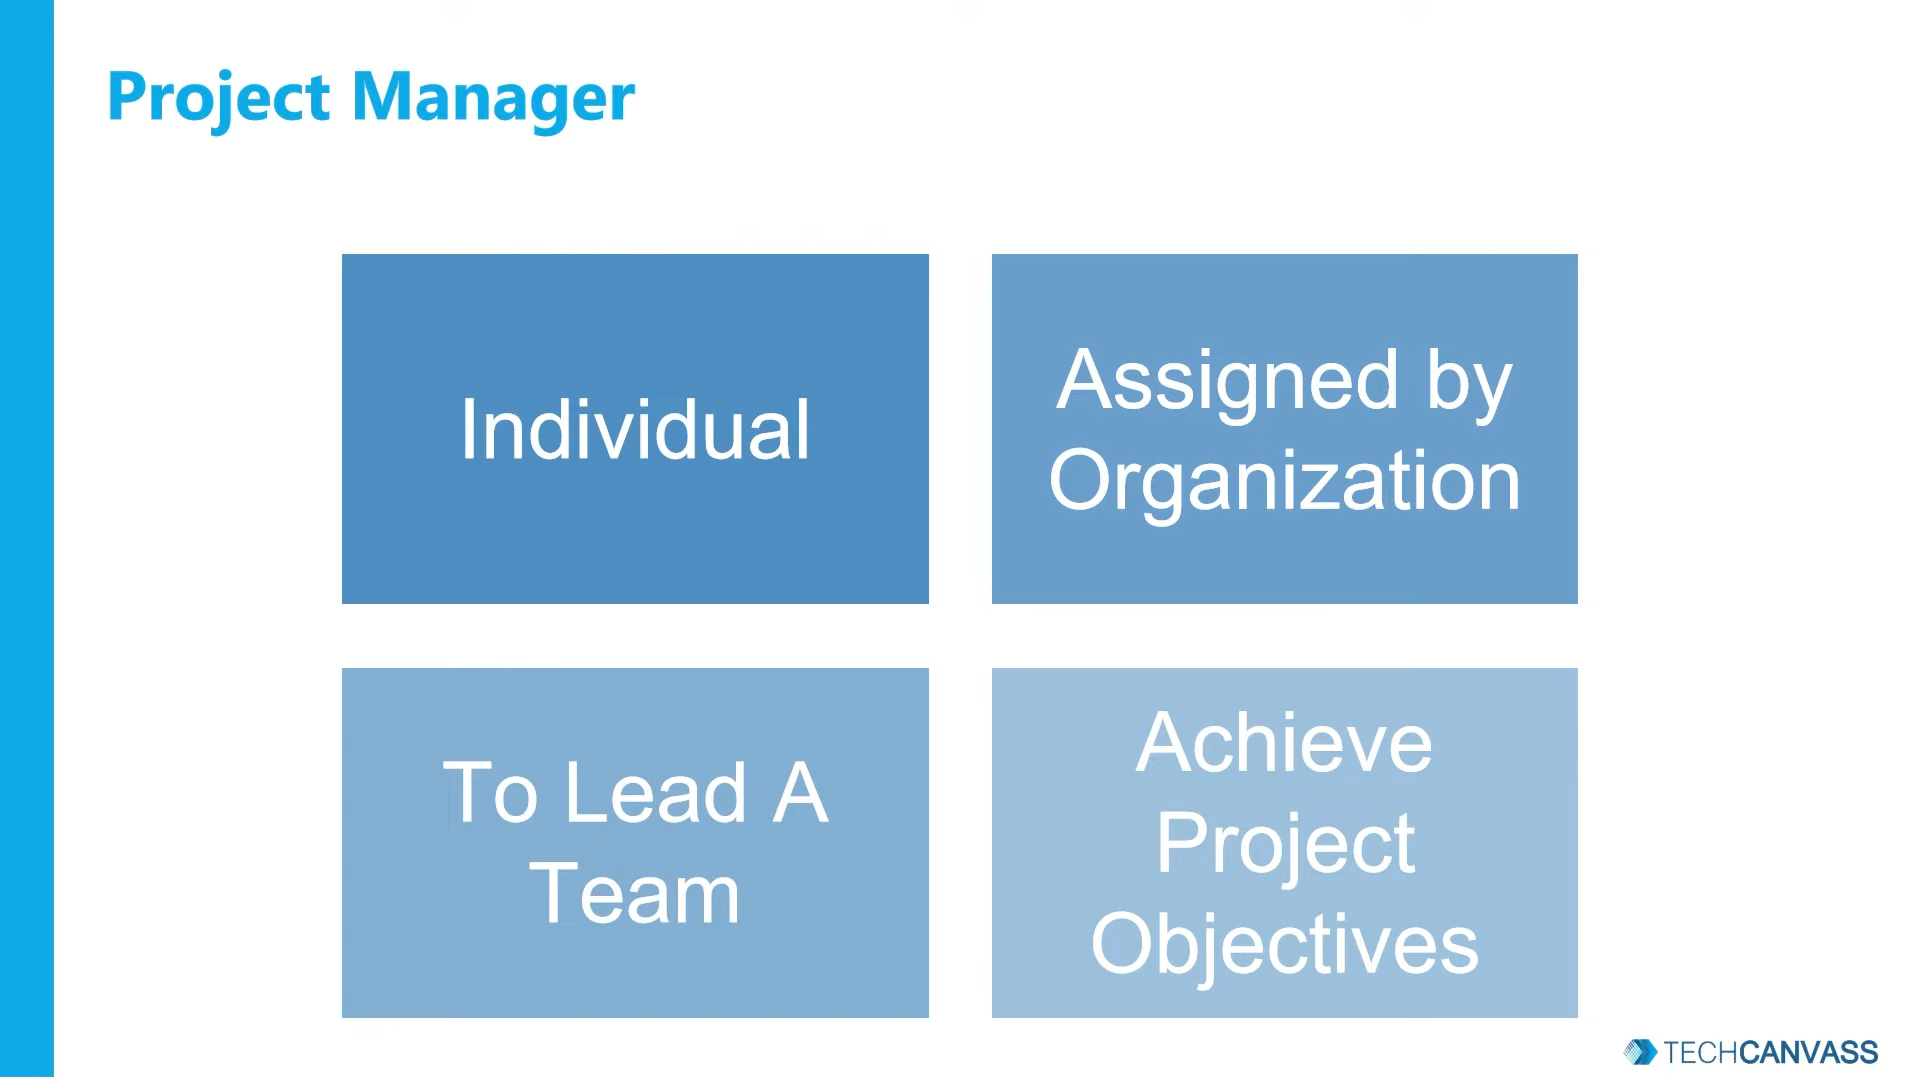 Project Manager
Individual
Assigned by
Organization
To Lead A
Team
Achieve
Project
Objectives
TECHCANVASS